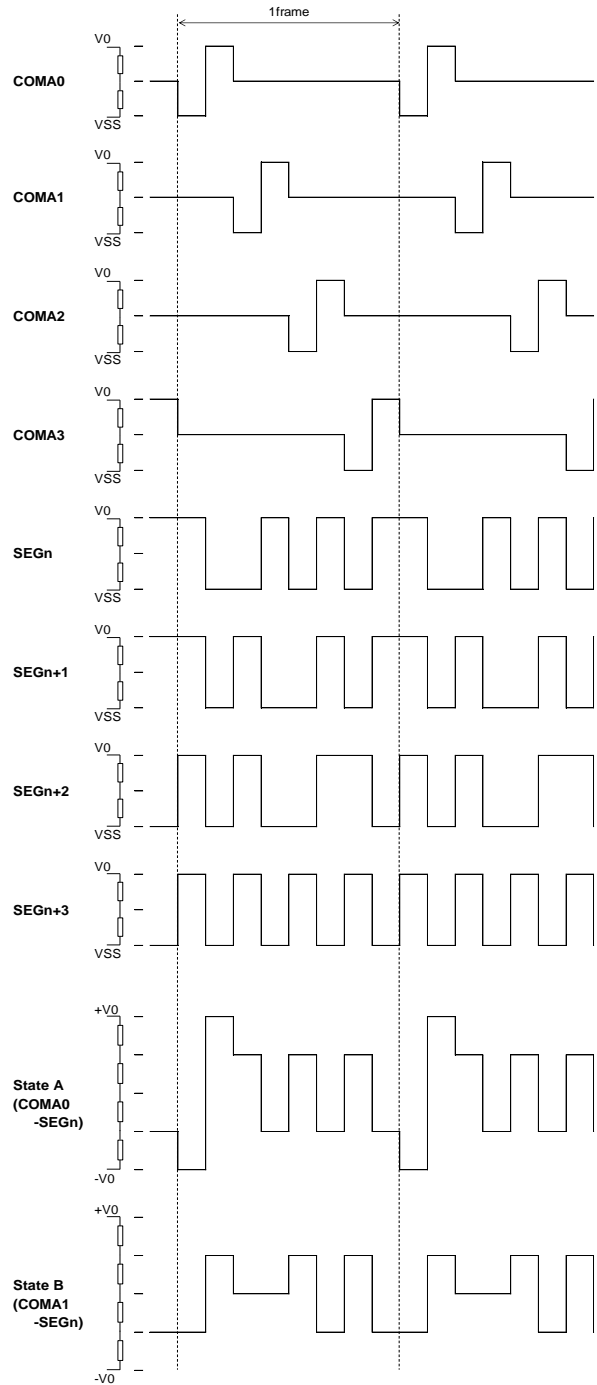 1frame
V0
COMA0
VSS
V0
COMA1
VSS
V0
COMA2
VSS
V0
COMA3
VSS
V0
SEGn
VSS
V0
SEGn+1
VSS
V0
SEGn+2
VSS
V0
SEGn+3
VSS
+V0
State A
(COMA0
-SEGn)
-V0
+V0
State B
(COMA1
-SEGn)
-V0